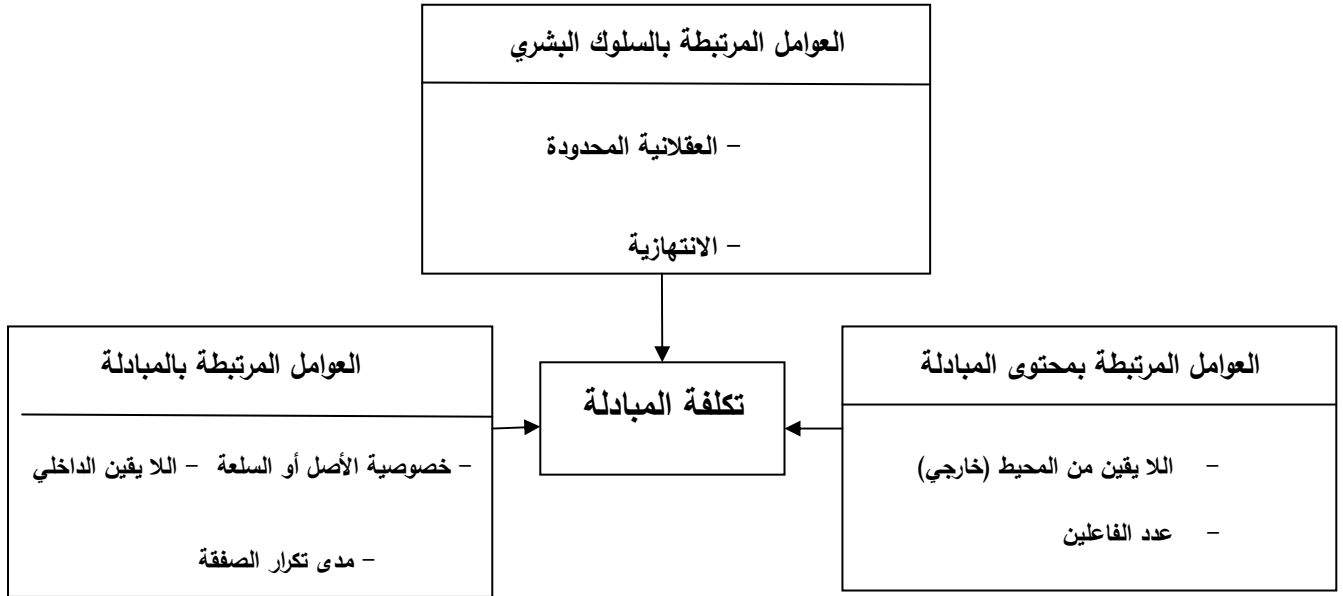 العوامل المرتبطة بالسلوك البشري
– العقلانية المحدودة
– الانتهازية
العوامل المرتبطة بمحتوى المبادلة
– اللا يقين من المحيط (خارجي)
– عدد الفاعلين
تكلفة المبادلة
العوامل المرتبطة بالمبادلة
– خصوصية الأصل أو السلعة – اللا يقين الداخلي
– مدى تكرار الصفقة